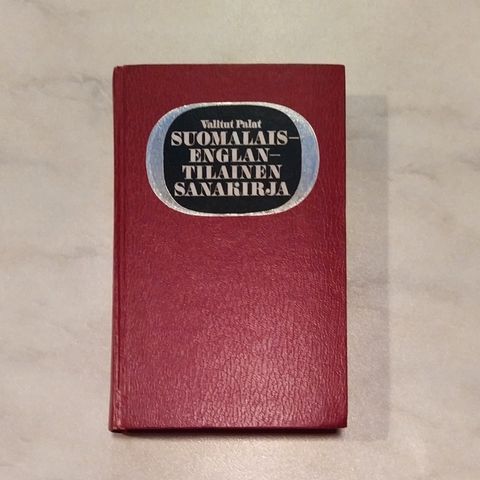 Valitut Palat
SUOMALAIS–
ENGLAN–
TILAINEN
SANAKIRJA